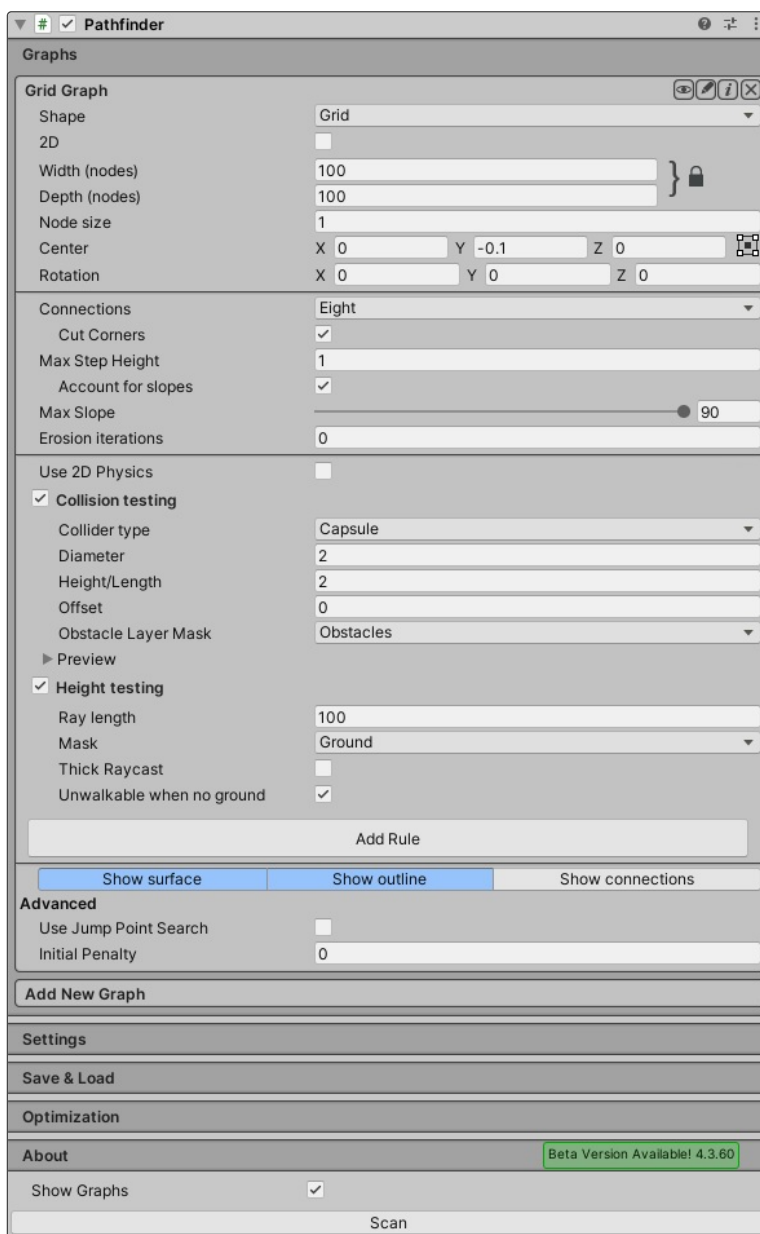 # Pathfinder
Graphs
Grid Graph
Shape Grid
2D
Width (nodes) 100
Depth (nodes) 100
Node size 1
Center X 0 Y -0.1 Z 0
Rotation X 0 Y 0 Z 0
Connections Eight
Cut Corners
Max Step Height 1
Account for slopes
Max Slope 90
Erosion iterations 0
Use 2D Physics
Collision testing
Collider type Capsule
Diameter 2
Height/Length 2
Offset 0
Obstacle Layer Mask Obstacles
Preview
Height testing
Ray length 100
Mask Ground
Thick Raycast
Unwalkable when no ground
Add Rule
Show surface Show outline Show connections
Advanced
Use Jump Point Search
Initial Penalty 0
Add New Graph
Settings
Save & Load
Optimization
About Beta Version Available! 4.3.60
Show Graphs
Scan